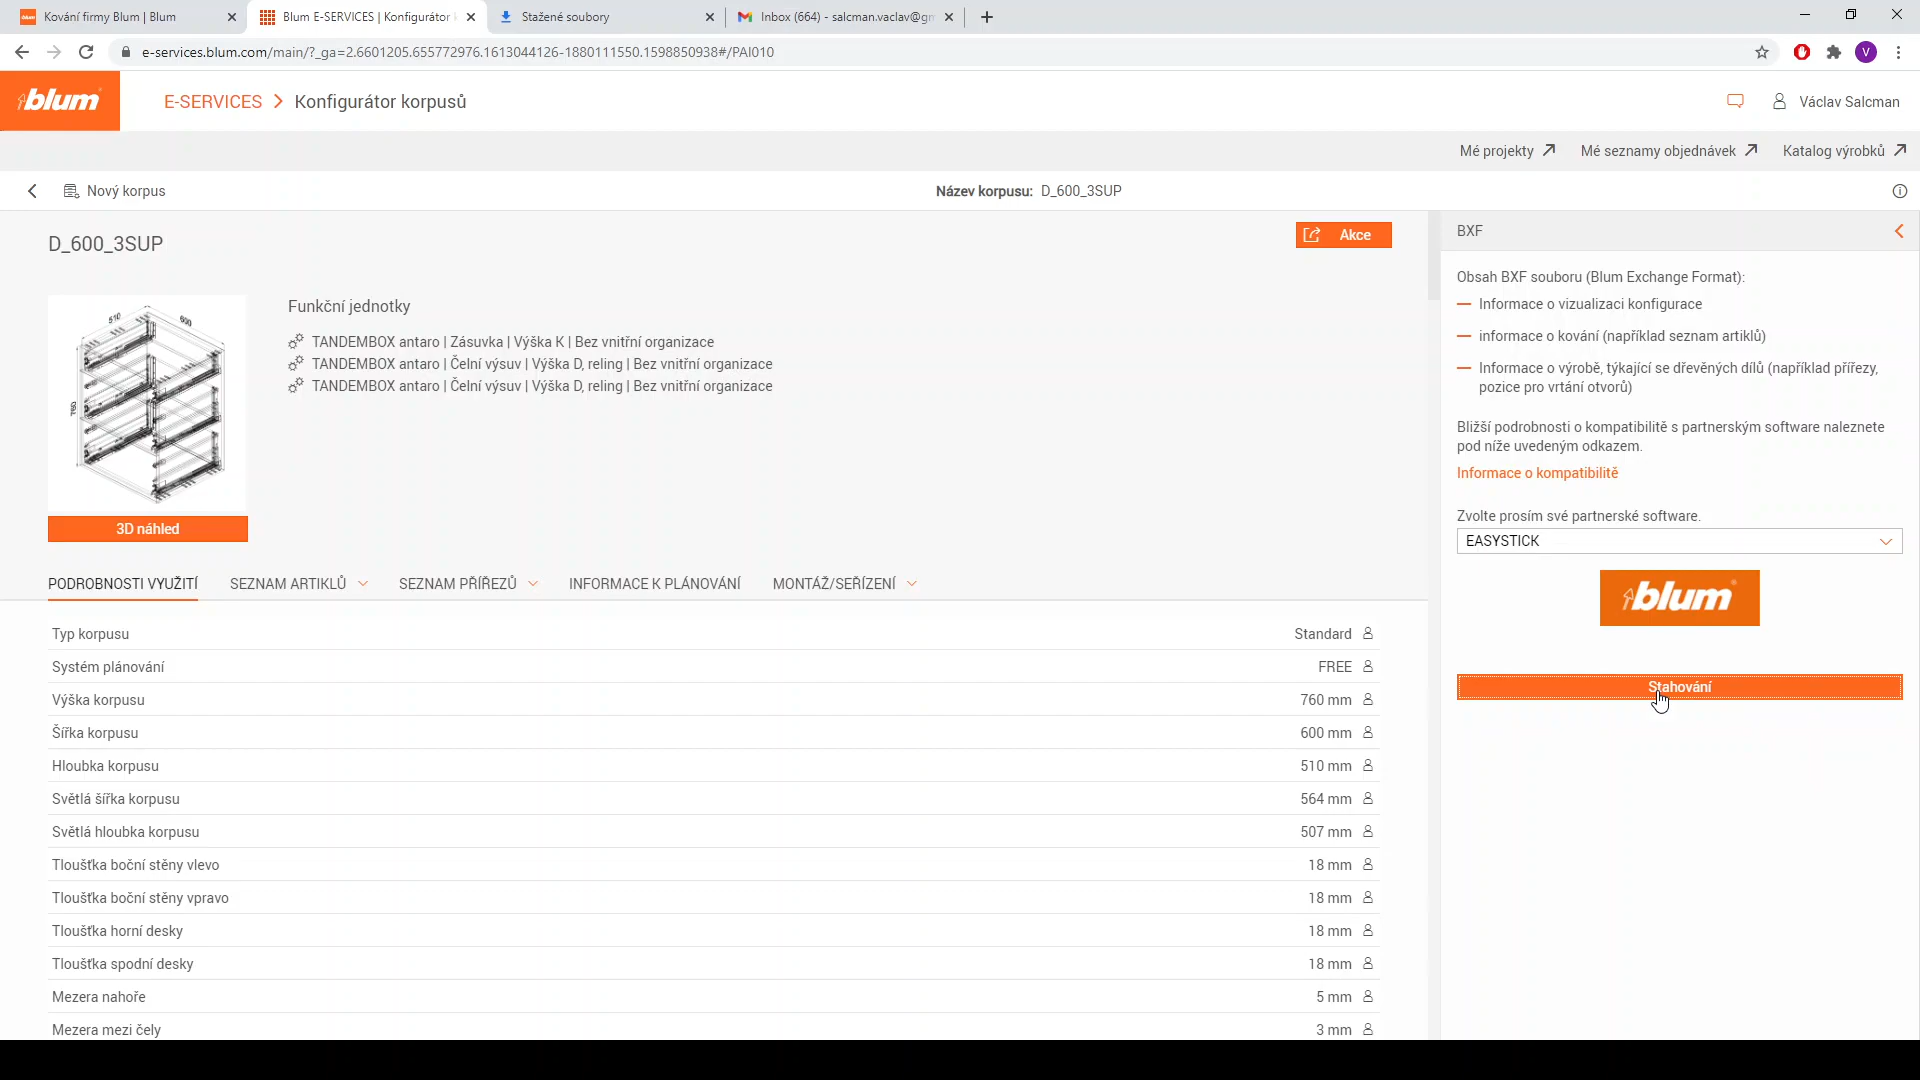 Kování firmy Blum | Blum
Blum E-SERVICES | Konfigurátor k
Stažené soubory
Inbox (664) - salcman.vaclav@gm
e-services.blum.com/main/?_ga=2.6601205.655772976.1613044126-1880111550.1598850938#/PAI010
V
blum
E-SERVICES > Konfigurátor korpusů
Václav Salcman
Mé projekty
Mé seznamy objednávek
Katalog výrobků
Nový korpus
Název korpusu: D_600_3SUP
D_600_3SUP
Akce
Funkční jednotky
TANDEMBOX antaro | Zásuvka | Výška K | Bez vnitřní organizace
TANDEMBOX antaro | Čelní výsuv | Výška D, reling | Bez vnitřní organizace
TANDEMBOX antaro | Čelní výsuv | Výška D, reling | Bez vnitřní organizace
510
600
760
3D náhled
PODROBNOSTI VYUŽITÍ
SEZNAM ARTIKLŮ
SEZNAM PŘÍŘEZŮ
INFORMACE K PLÁNOVÁNÍ
MONTÁŽ/SEŘÍZENÍ
Typ korpusu Standard
Systém plánování FREE
Výška korpusu 760 mm
Šířka korpusu 600 mm
Hloubka korpusu 510 mm
Světlá šířka korpusu 564 mm
Světlá hloubka korpusu 507 mm
Tloušťka boční stěny vlevo 18 mm
Tloušťka boční stěny vpravo 18 mm
Tloušťka horní desky 18 mm
Tloušťka spodní desky 18 mm
Mezera nahoře 5 mm
Mezera mezi čely 3 mm
BXF
Obsah BXF souboru (Blum Exchange Format):
Informace o vizualizaci konfigurace
informace o kování (například seznam artiklů)
Informace o výrobě, týkající se dřevěných dílů (například přířezy,
pozice pro vrtání otvorů)
Bližší podrobnosti o kompatibilitě s partnerským software naleznete
pod níže uvedeným odkazem.
Informace o kompatibilitě
Zvolte prosím své partnerské software.
EASYSTICK
blum
Stahování